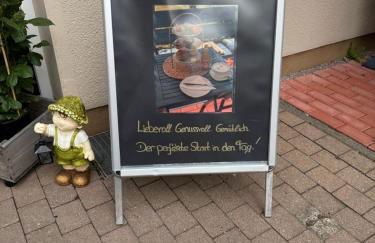 Liebevoll Genussvoll Gemütlich
Der perfekte Start in den Tag!